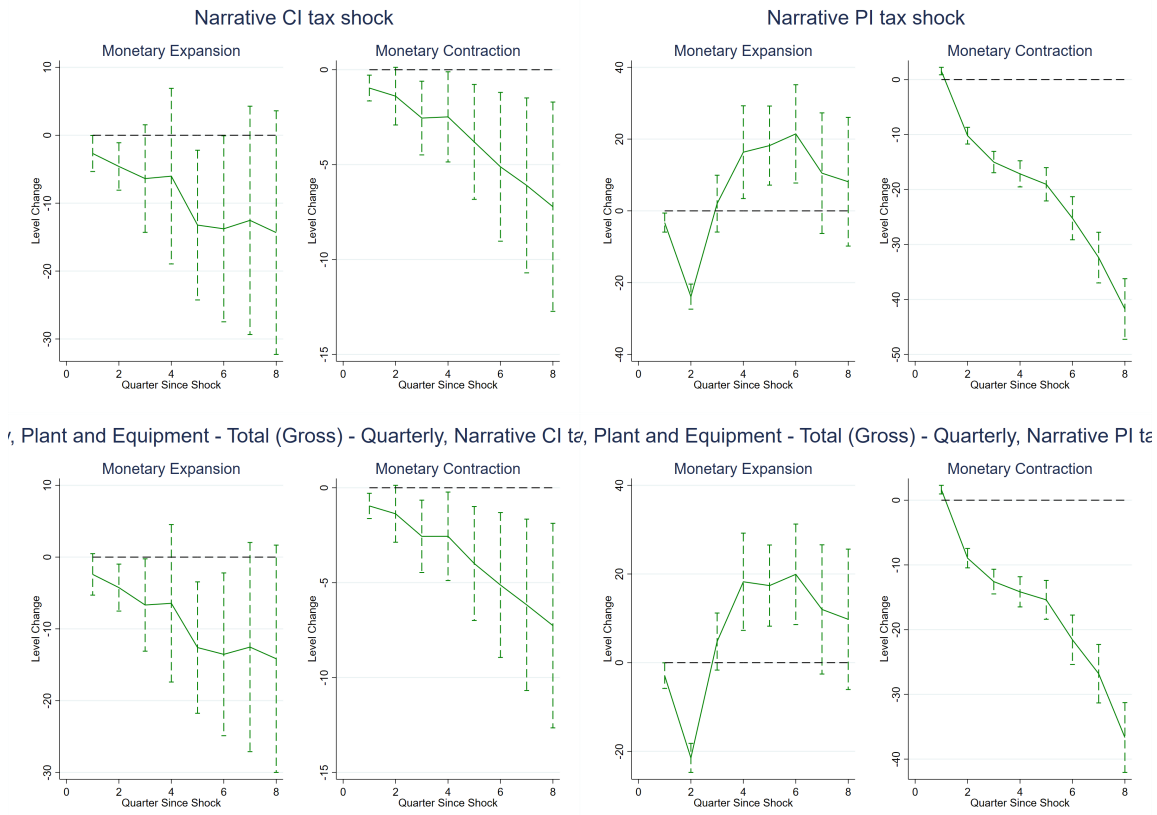 Narrative CI tax shock
Narrative PI tax shock
Monetary Expansion
Monetary Contraction
Monetary Expansion
Monetary Contraction
Level Change
10
0
-10
-20
-30
0 2 4 6 8
Quarter Since Shock
Level Change
0
-5
-10
-15
0 2 4 6 8
Quarter Since Shock
Level Change
40
20
0
-20
-40
0 2 4 6 8
Quarter Since Shock
Level Change
0
-10
-20
-30
-40
-50
0 2 4 6 8
Quarter Since Shock
, Plant and Equipment - Total (Gross) - Quarterly, Narrative CI
, Plant and Equipment - Total (Gross) - Quarterly, Narrative PI
Monetary Expansion
Monetary Contraction
Monetary Expansion
Monetary Contraction
Level Change
10
0
-10
-20
-30
0 2 4 6 8
Quarter Since Shock
Level Change
0
-5
-10
-15
0 2 4 6 8
Quarter Since Shock
Level Change
40
20
0
-20
0 2 4 6 8
Quarter Since Shock
Level Change
0
-10
-20
-30
-40
0 2 4 6 8
Quarter Since Shock